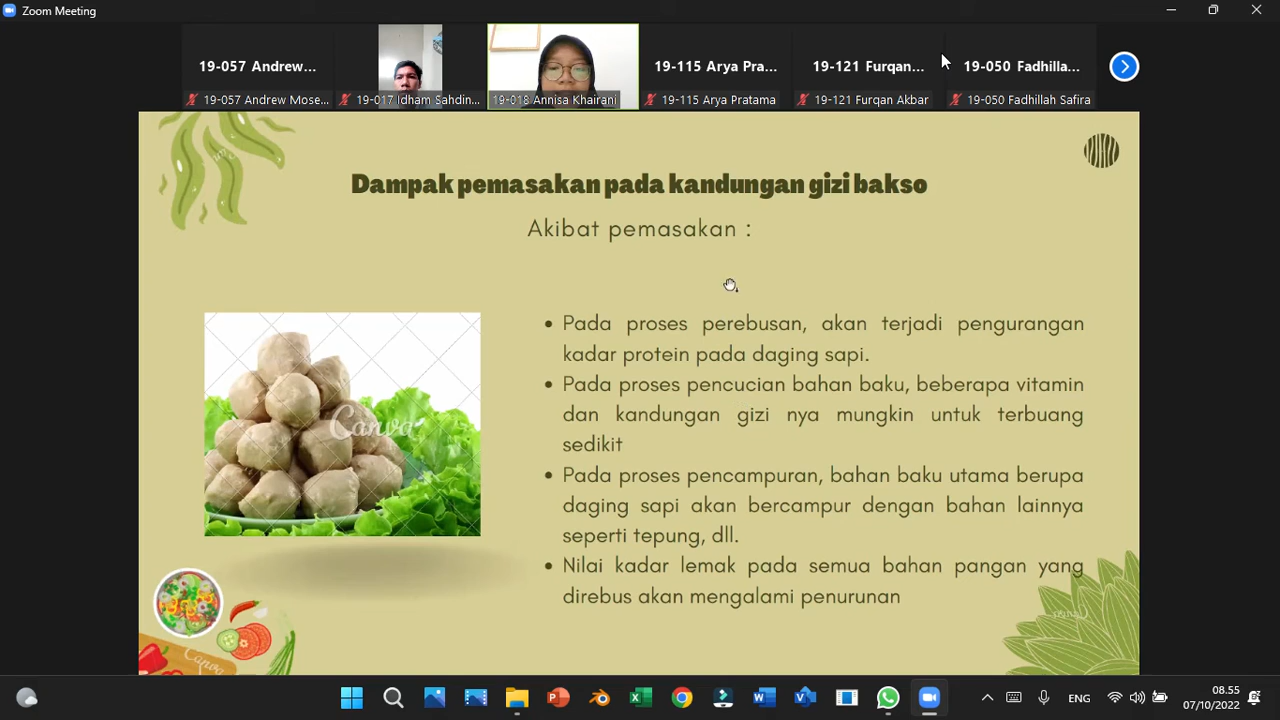 Zoom Meeting
19-057 Andrew...
19-115 Arya Pra...
19-121 Furqan...
19-050 Fadhilla...
19-057 Andrew Mose...
19-017 Idham Sahdin...
19-018 Annisa Khairani
19-115 Arya Pratama
19-121 Furqan Akbar
19-050 Fadhillah Safira
Dampak pemasakan pada kandungan gizi bakso
Akibat pemasakan :
• Pada proses perebusan, akan terjadi pengurangan
kadar protein pada daging sapi.
• Pada proses pencucian bahan baku, beberapa vitamin
dan kandungan gizi nya mungkin untuk terbuang
sedikit
• Pada proses pencampuran, bahan baku utama berupa
daging sapi akan bercampur dengan bahan lainnya
seperti tepung, dll.
• Nilai kadar lemak pada semua bahan pangan yang
direbus akan mengalami penurunan
Canva
Canva
ENG
08.55
07/10/2022